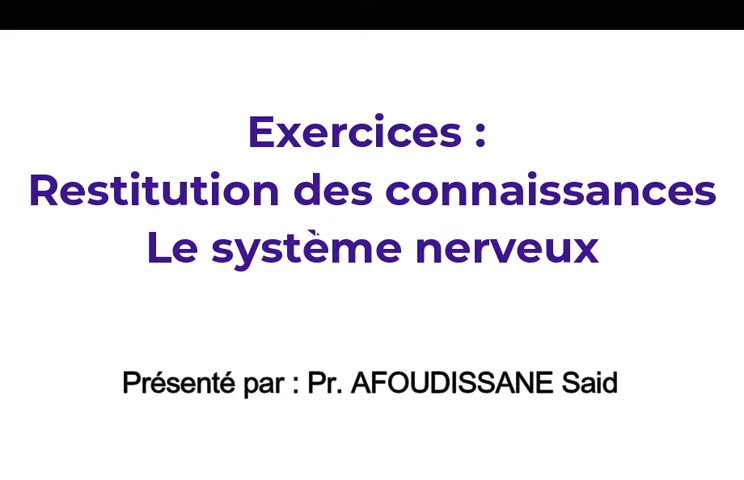 Exercices :
Restitution des connaissances
Le système nerveux
Présenté par : Pr. AFOUDISSANE Said